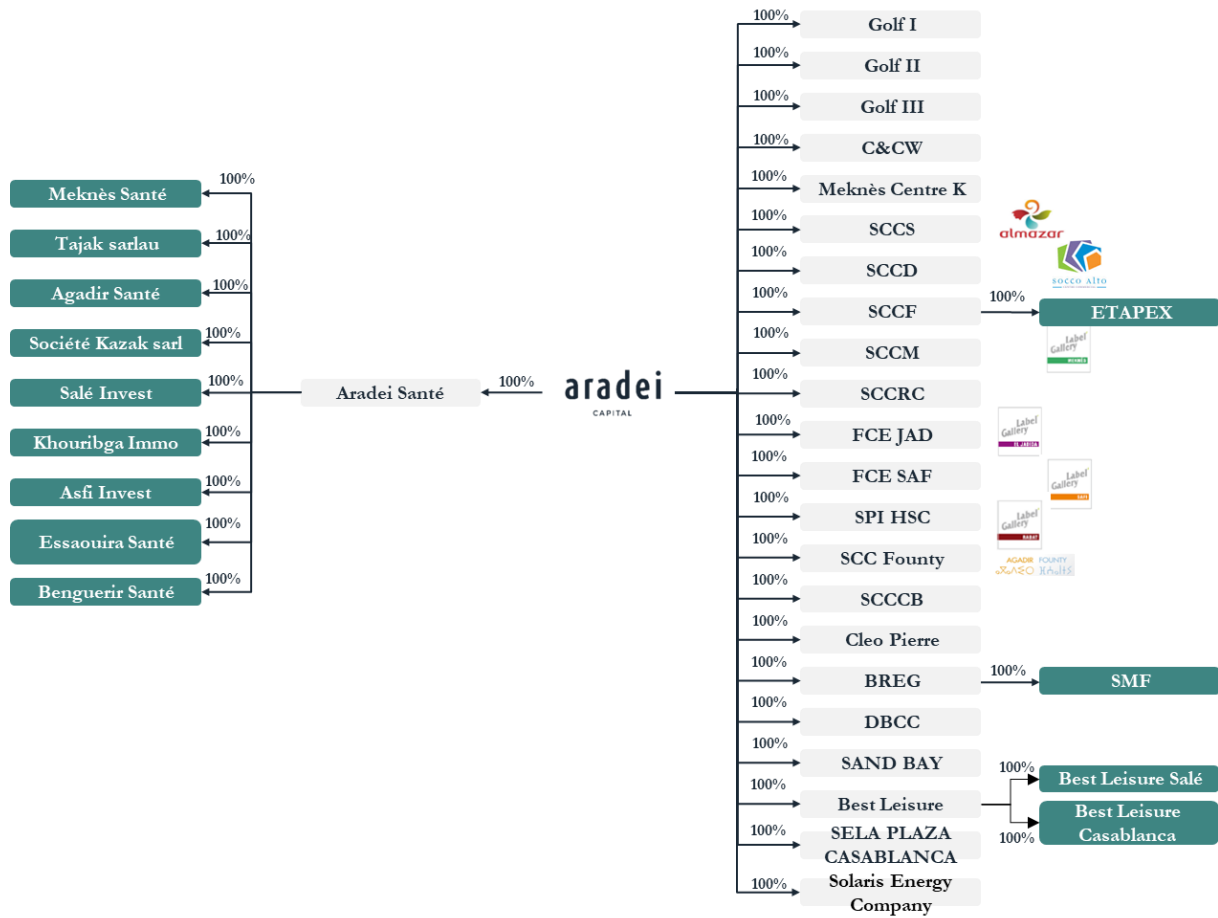 100%
Golf I
100%
Golf II
100%
Golf III
100%
C&CW
100%
Meknès Centre K
100%
SCCS
almazar
100%
SCCD
SOCCO ALTO
100%
SCCF
100%
ETAPEX
100%
SCCM
Label
Gallery
100%
SCCRC
100%
FCE JAD
Label
Gallery
EL JADIDA
100%
FCE SAF
Label
Gallery
SAFI
100%
SPI HSC
Label
Gallery
RABAT
100%
SCC Founty
AGADIR FOUNTY
100%
SCCCB
100%
Cleo Pierre
100%
BREG
100%
SMF
100%
DBCC
100%
SAND BAY
100%
Best Leisure
100%
Best Leisure Salé
100%
Best Leisure
Casablanca
100%
SELA PLAZA
CASABLANCA
100%
Solaris Energy
Company
aradei
CAPITAL
100%
Aradei Santé
100%
Meknès Santé
100%
Tajak sarlau
100%
Agadir Santé
100%
Société Kazak sarl
100%
Salé Invest
100%
Khouribga Immo
100%
Asfi Invest
100%
Essaouira Santé
100%
Benguerir Santé